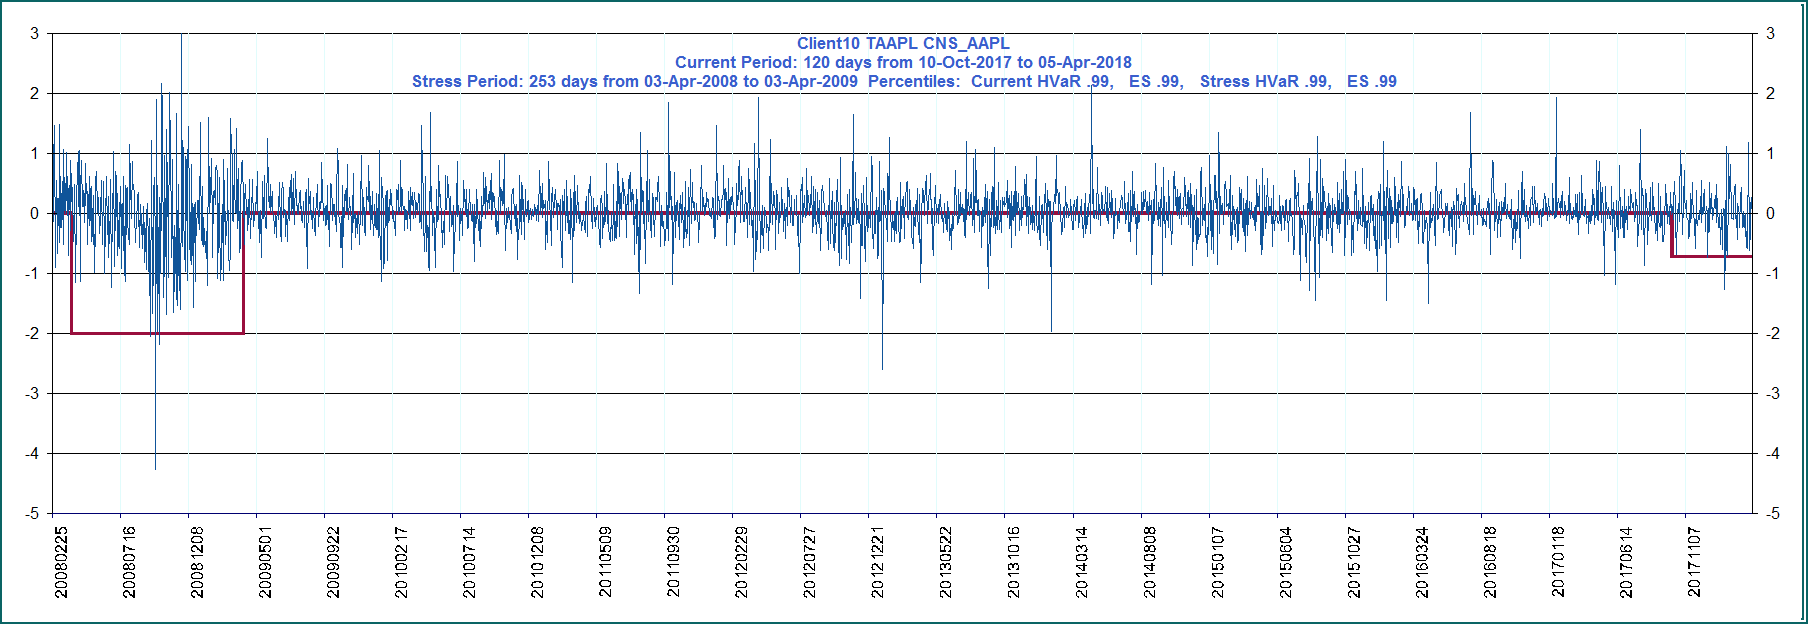 Client10 TAAPL CNS_AAPL
Current Period: 120 days from 10-Oct-2017 to 05-Apr-2018
Stress Period: 253 days from 03-Apr-2008 to 03-Apr-2009  Percentiles:  Current HVaR .99,   ES .99,   Stress HVaR .99,   ES .99
3 3
2 2
1 1
0 0
-1 -1
-2 -2
-3 -3
-4 -4
-5 -5
20080225 20080716 20081208 20090501 20090922 20100217 20100714 20101208 20110509 20110930 20120229 20120727 20121221 20130522 20131016 20140314 20140808 20150107 20150604 20151027 20160324 20160818 20170118 20170614 20171107